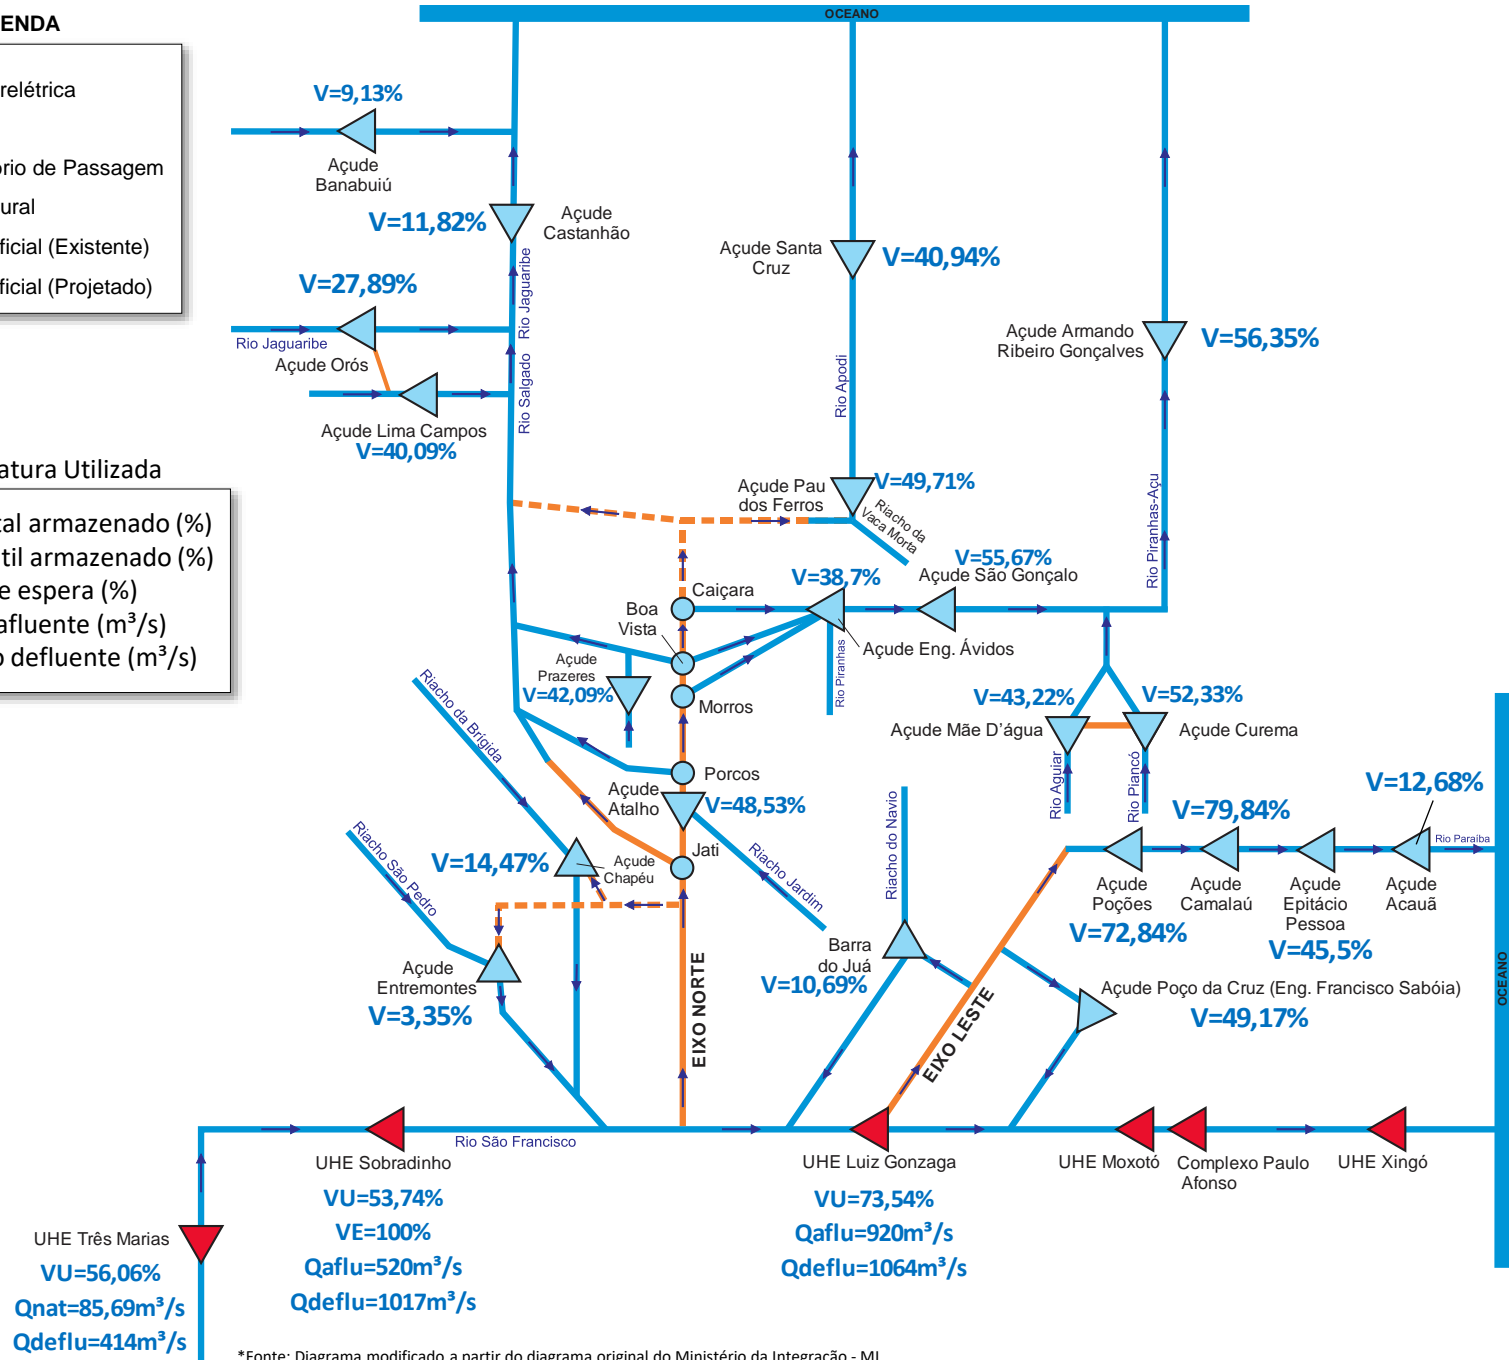 OCEANO
ENDA
relétrica
ório de Passagem
ural
ficial (Existente)
ficial (Projetado)
V=9,13%
Açude
Banabuiú
V=11,82%
Açude
Castanhão
V=27,89%
Rio Jaguaribe
Açude Orós
Rio Jaguaribe
Rio Salgado
Açude Lima Campos
V=40,09%
Açude Santa
Cruz
V=40,94%
Rio Apodi
Açude Armando
Ribeiro Gonçalves
V=56,35%
Rio Piranhas-Açu
atura Utilizada
tal armazenado (%)
til armazenado (%)
e espera (%)
afluente (m³/s)
o defluente (m³/s)
Açude Pau
dos Ferros
V=49,71%
Riacho da
Vaca Morta
V=55,67%
Açude São Gonçalo
V=38,7%
Caiçara
Boa
Vista
Açude Eng. Ávidos
Rio Piranhas
Açude
Prazeres
V=42,09%
Morros
Riacho da Brígida
V=43,22%
V=52,33%
Açude Mãe D'água
Açude Curema
Rio Aguiar
Rio Piancó
Porcos
Açude
Atalho
V=48,53%
Jati
Riacho Jardim
Riacho São Pedro
V=14,47%
Açude
Chapéu
Riacho do Navio
V=12,68%
V=79,84%
Rio Paraíba
Açude
Poções
Açude
Camalaú
Açude
Epitácio
Pessoa
Açude
Acauã
V=72,84%
V=45,5%
Barra
do Juá
V=10,69%
Açude
Entremontes
V=3,35%
EIXO NORTE
EIXO LESTE
Açude Poço da Cruz (Eng. Francisco Sabóia)
V=49,17%
OCEANO
Rio São Francisco
UHE Sobradinho
VU=53,74%
VE=100%
Qaflu=520m³/s
Qdeflu=1017m³/s
UHE Luiz Gonzaga
VU=73,54%
Qaflu=920m³/s
Qdeflu=1064m³/s
UHE Moxotó
Complexo Paulo
Afonso
UHE Xingó
UHE Três Marias
VU=56,06%
Qnat=85,69m³/s
Qdeflu=414m³/s
*Fonte: Diagrama modificado a partir do diagrama original do Ministério da Integração - MI